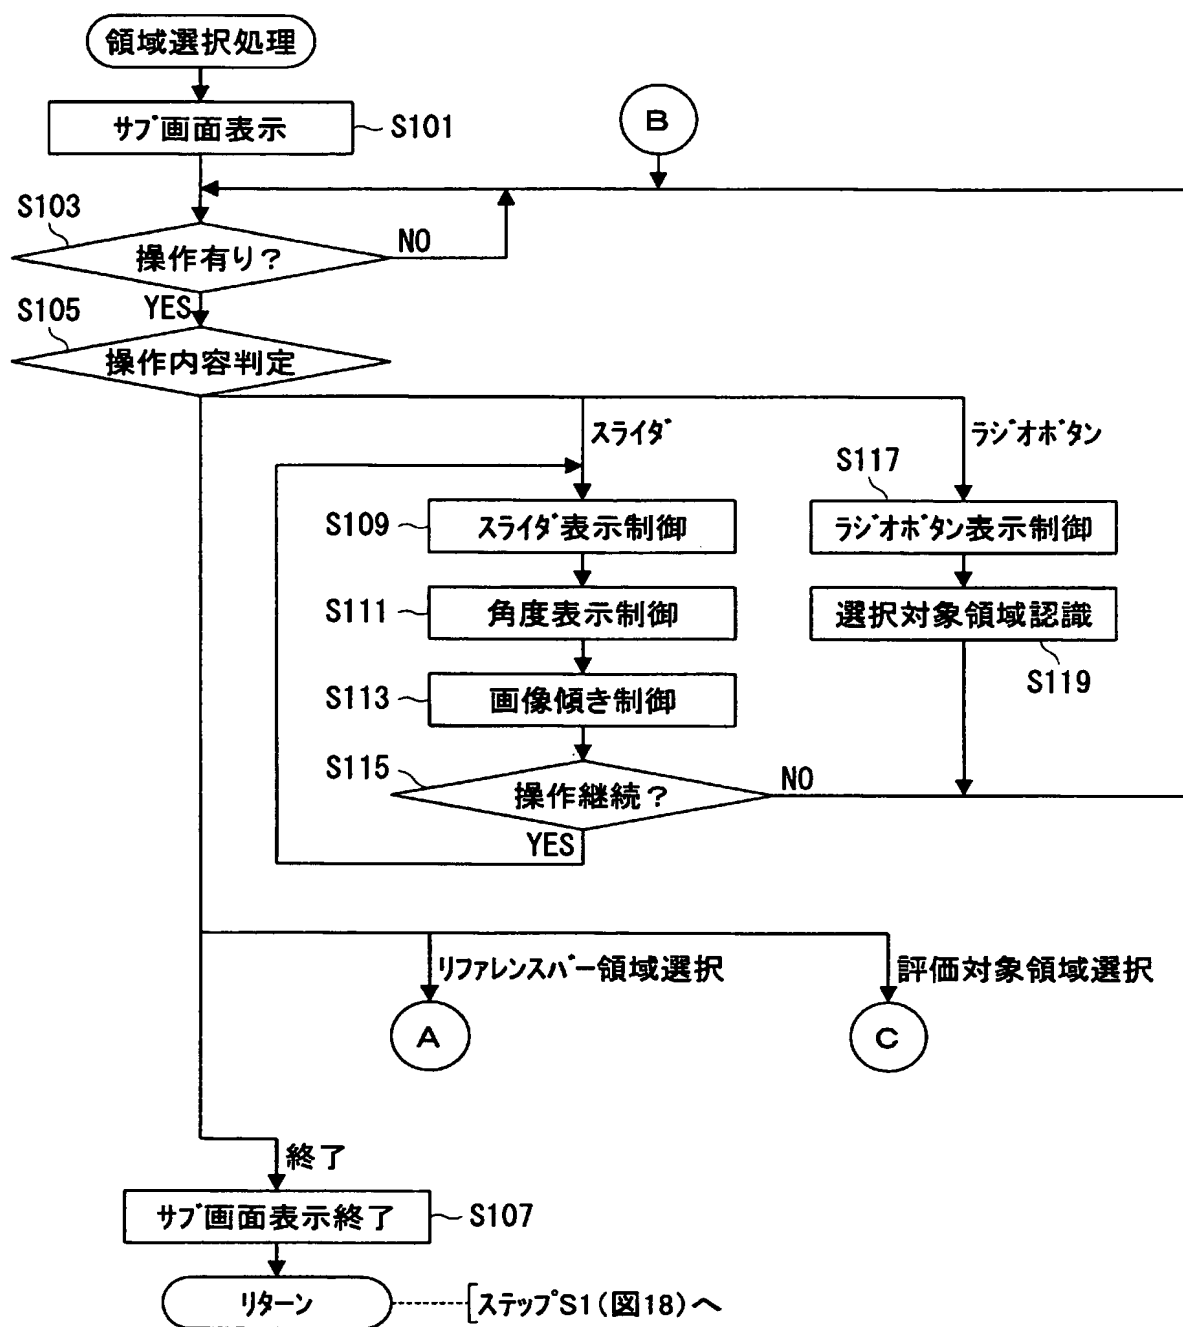 領域選択処理
サブ画面表示
S101
B
S103
操作有り?
NO
YES
S105
操作内容判定
スライダ
ラジオボタン
S117
S109
スライダ表示制御
ラジオボタン表示制御
S111
角度表示制御
選択対象領域認識
S119
S113
画像傾き制御
S115
操作継続?
NO
YES
リファレンスバー領域選択
評価対象領域選択
A
C
終了
サブ画面表示終了
S107
リターン
ステップS1(図18)へ